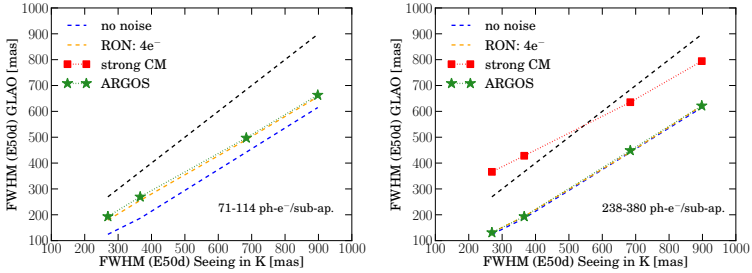 1000
900
800
700
600
500
400
300
200
100
FWHM (E50d) GLAO [mas]
no noise
RON: 4e⁻
strong CM
ARGOS
71-114 ph-e⁻/sub-ap.
100 200 300 400 500 600 700 800 900 1000
FWHM (E50d) Seeing in K [mas]
1000
900
800
700
600
500
400
300
200
100
FWHM (E50d) GLAO [mas]
no noise
RON: 4e⁻
strong CM
ARGOS
238-380 ph-e⁻/sub-ap.
100 200 300 400 500 600 700 800 900 1000
FWHM (E50d) Seeing in K [mas]